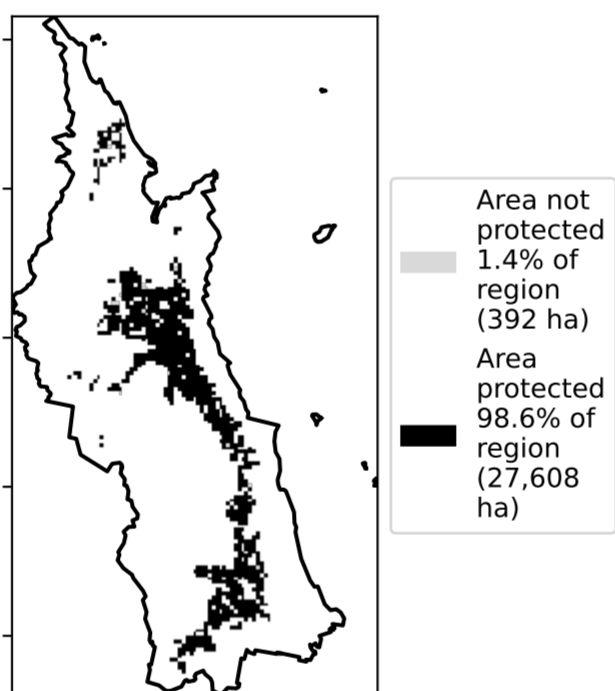 Area not
protected
1.4% of
region
(392 ha)
Area
protected
98.6% of
region
(27,608
ha)